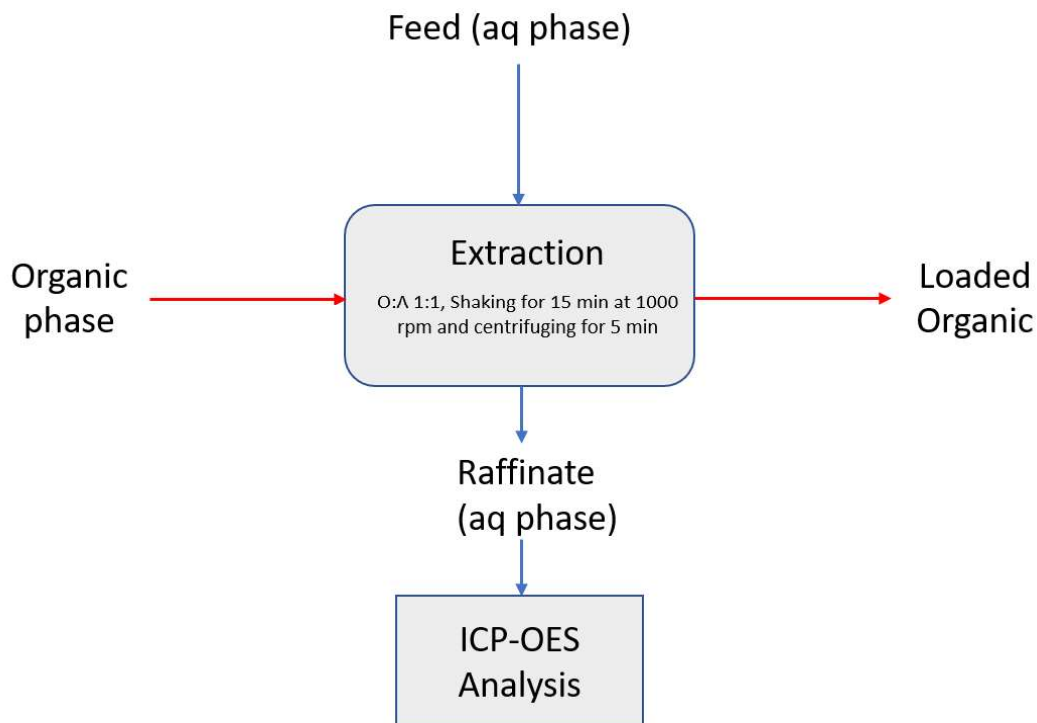 Feed (aq phase)
Extraction
O:Λ 1:1, Shaking for 15 min at 1000
rpm and centrifuging for 5 min
Organic
phase
Loaded
Organic
Raffinate
(aq phase)
ICP-OES
Analysis